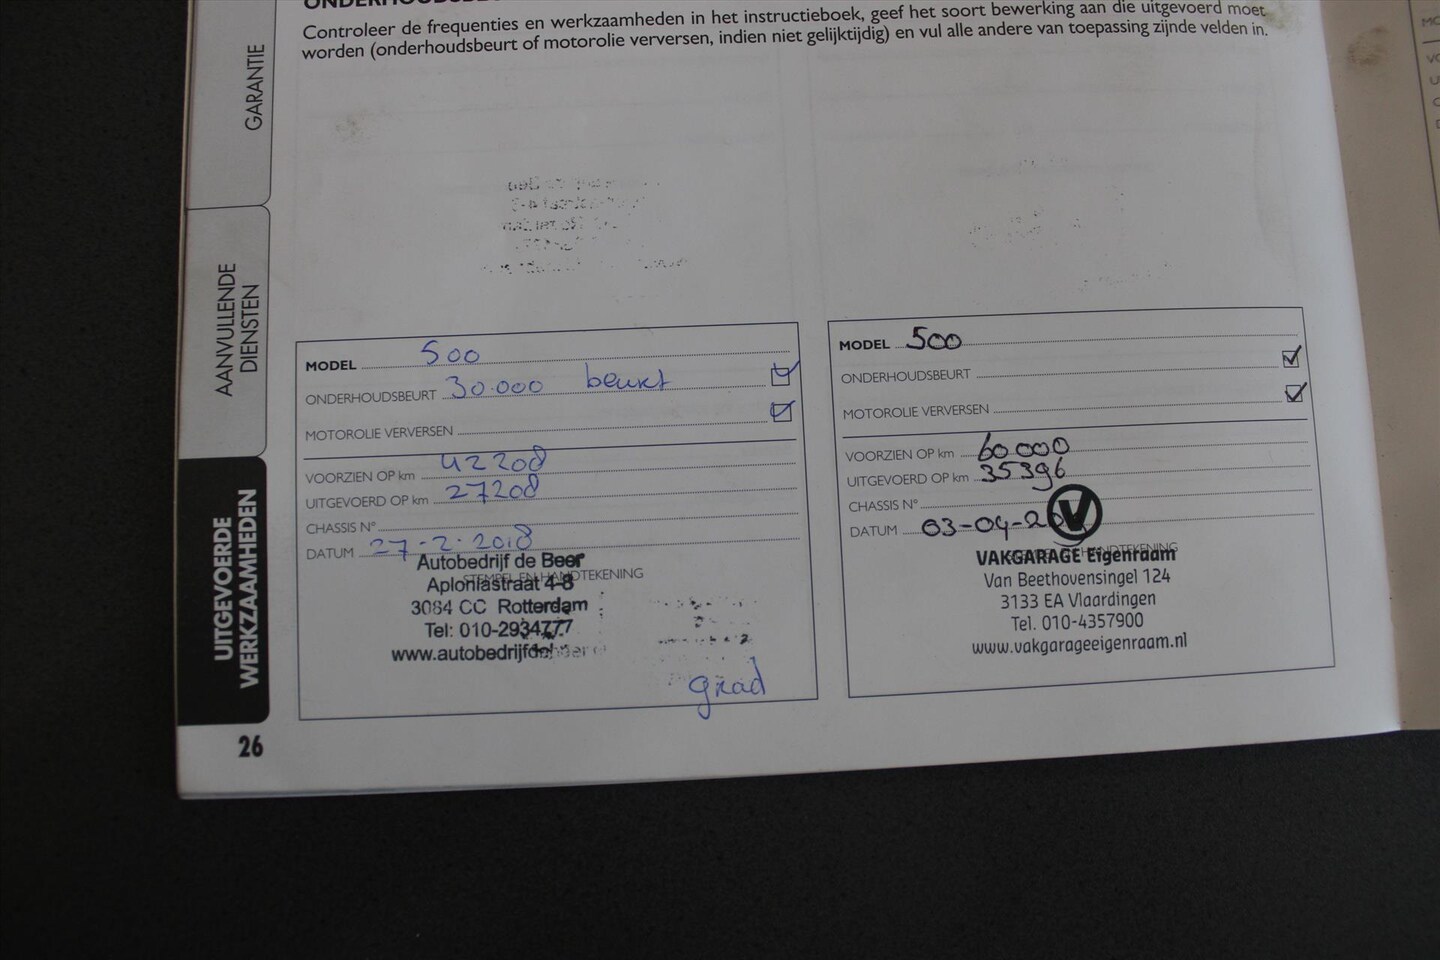 Controleer de frequenties en werkzaamheden in het instructieboek, geef het soort bewerking aan die uitgevoerd moet
worden (onderhoudsbeurt of motorolie verversen, indien niet gelijktijdig) en vul alle andere van toepassing zijnde velden in.
GARANTIE
AANVULLENDE
DIENSTEN
UITGEVOERDE
WERKZAAMHEDEN
MODEL 500
ONDERHOUDSBEURT 30.000 beurt
MOTOROLIE VERVERSEN
VOORZIEN OP km 42208
UITGEVOERD OP km 27208
CHASSIS N°
DATUM 27-2-2018
STEMPEL EN HANDTEKENING
Autobedrijf de Beer
Aploniastraat 4-8
3084 CC Rotterdam
Tel: 010-2934777
MODEL 500
ONDERHOUDSBEURT
MOTOROLIE VERVERSEN
VOORZIEN OP km 60000
UITGEVOERD OP km 35396
CHASSIS N°
DATUM 03-04-20
HANDTEKENING
VAKGARAGE Eigenraam
Van Beethovensingel 124
3133 EA Vlaardingen
Tel. 010-4357900
www.vakgarageeigenraam.nl
26